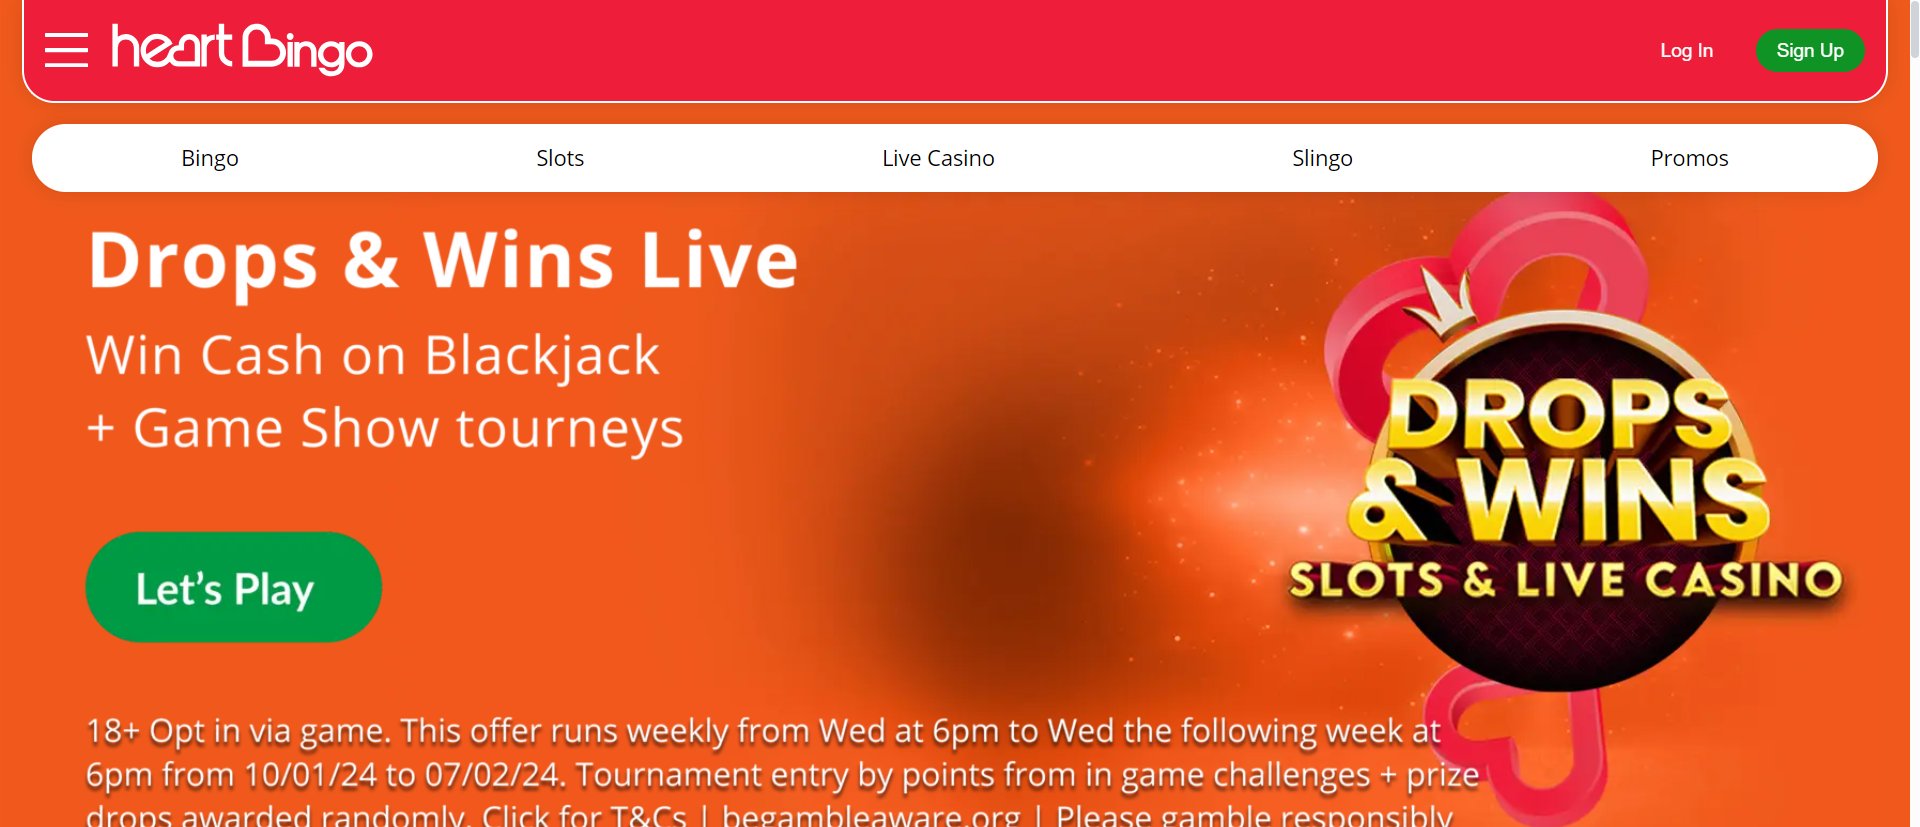 heart Bingo
Log In
Sign Up
Bingo
Slots
Live Casino
Slingo
Promos
Drops & Wins Live
Win Cash on Blackjack
+ Game Show tourneys
Let's Play
DROPS
& WINS
SLOTS & LIVE CASINO
18+ Opt in via game. This offer runs weekly from Wed at 6pm to Wed the following week at
6pm from 10/01/24 to 07/02/24. Tournament entry by points from in game challenges + prize
drops awarded randomly. Click for T&Cs | begambleaware.org | Please gamble responsibly